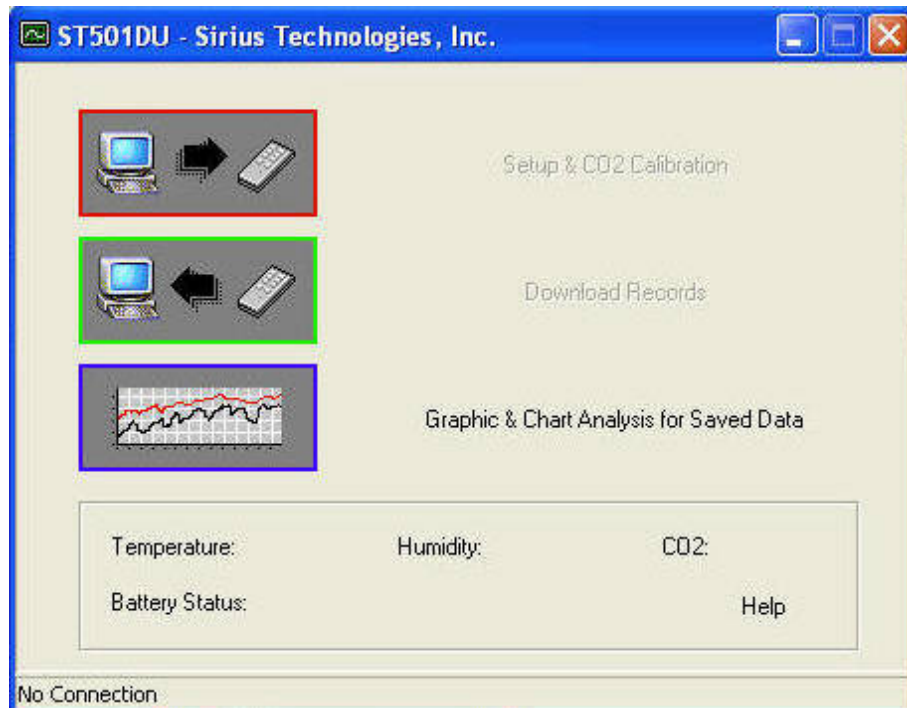 ST501DU - Sirius Technologies, Inc.
Setup & CO2 Calibration
Download Records
Graphic & Chart Analysis for Saved Data
Temperature: Humidity: CO2:
Battery Status: Help
No Connection